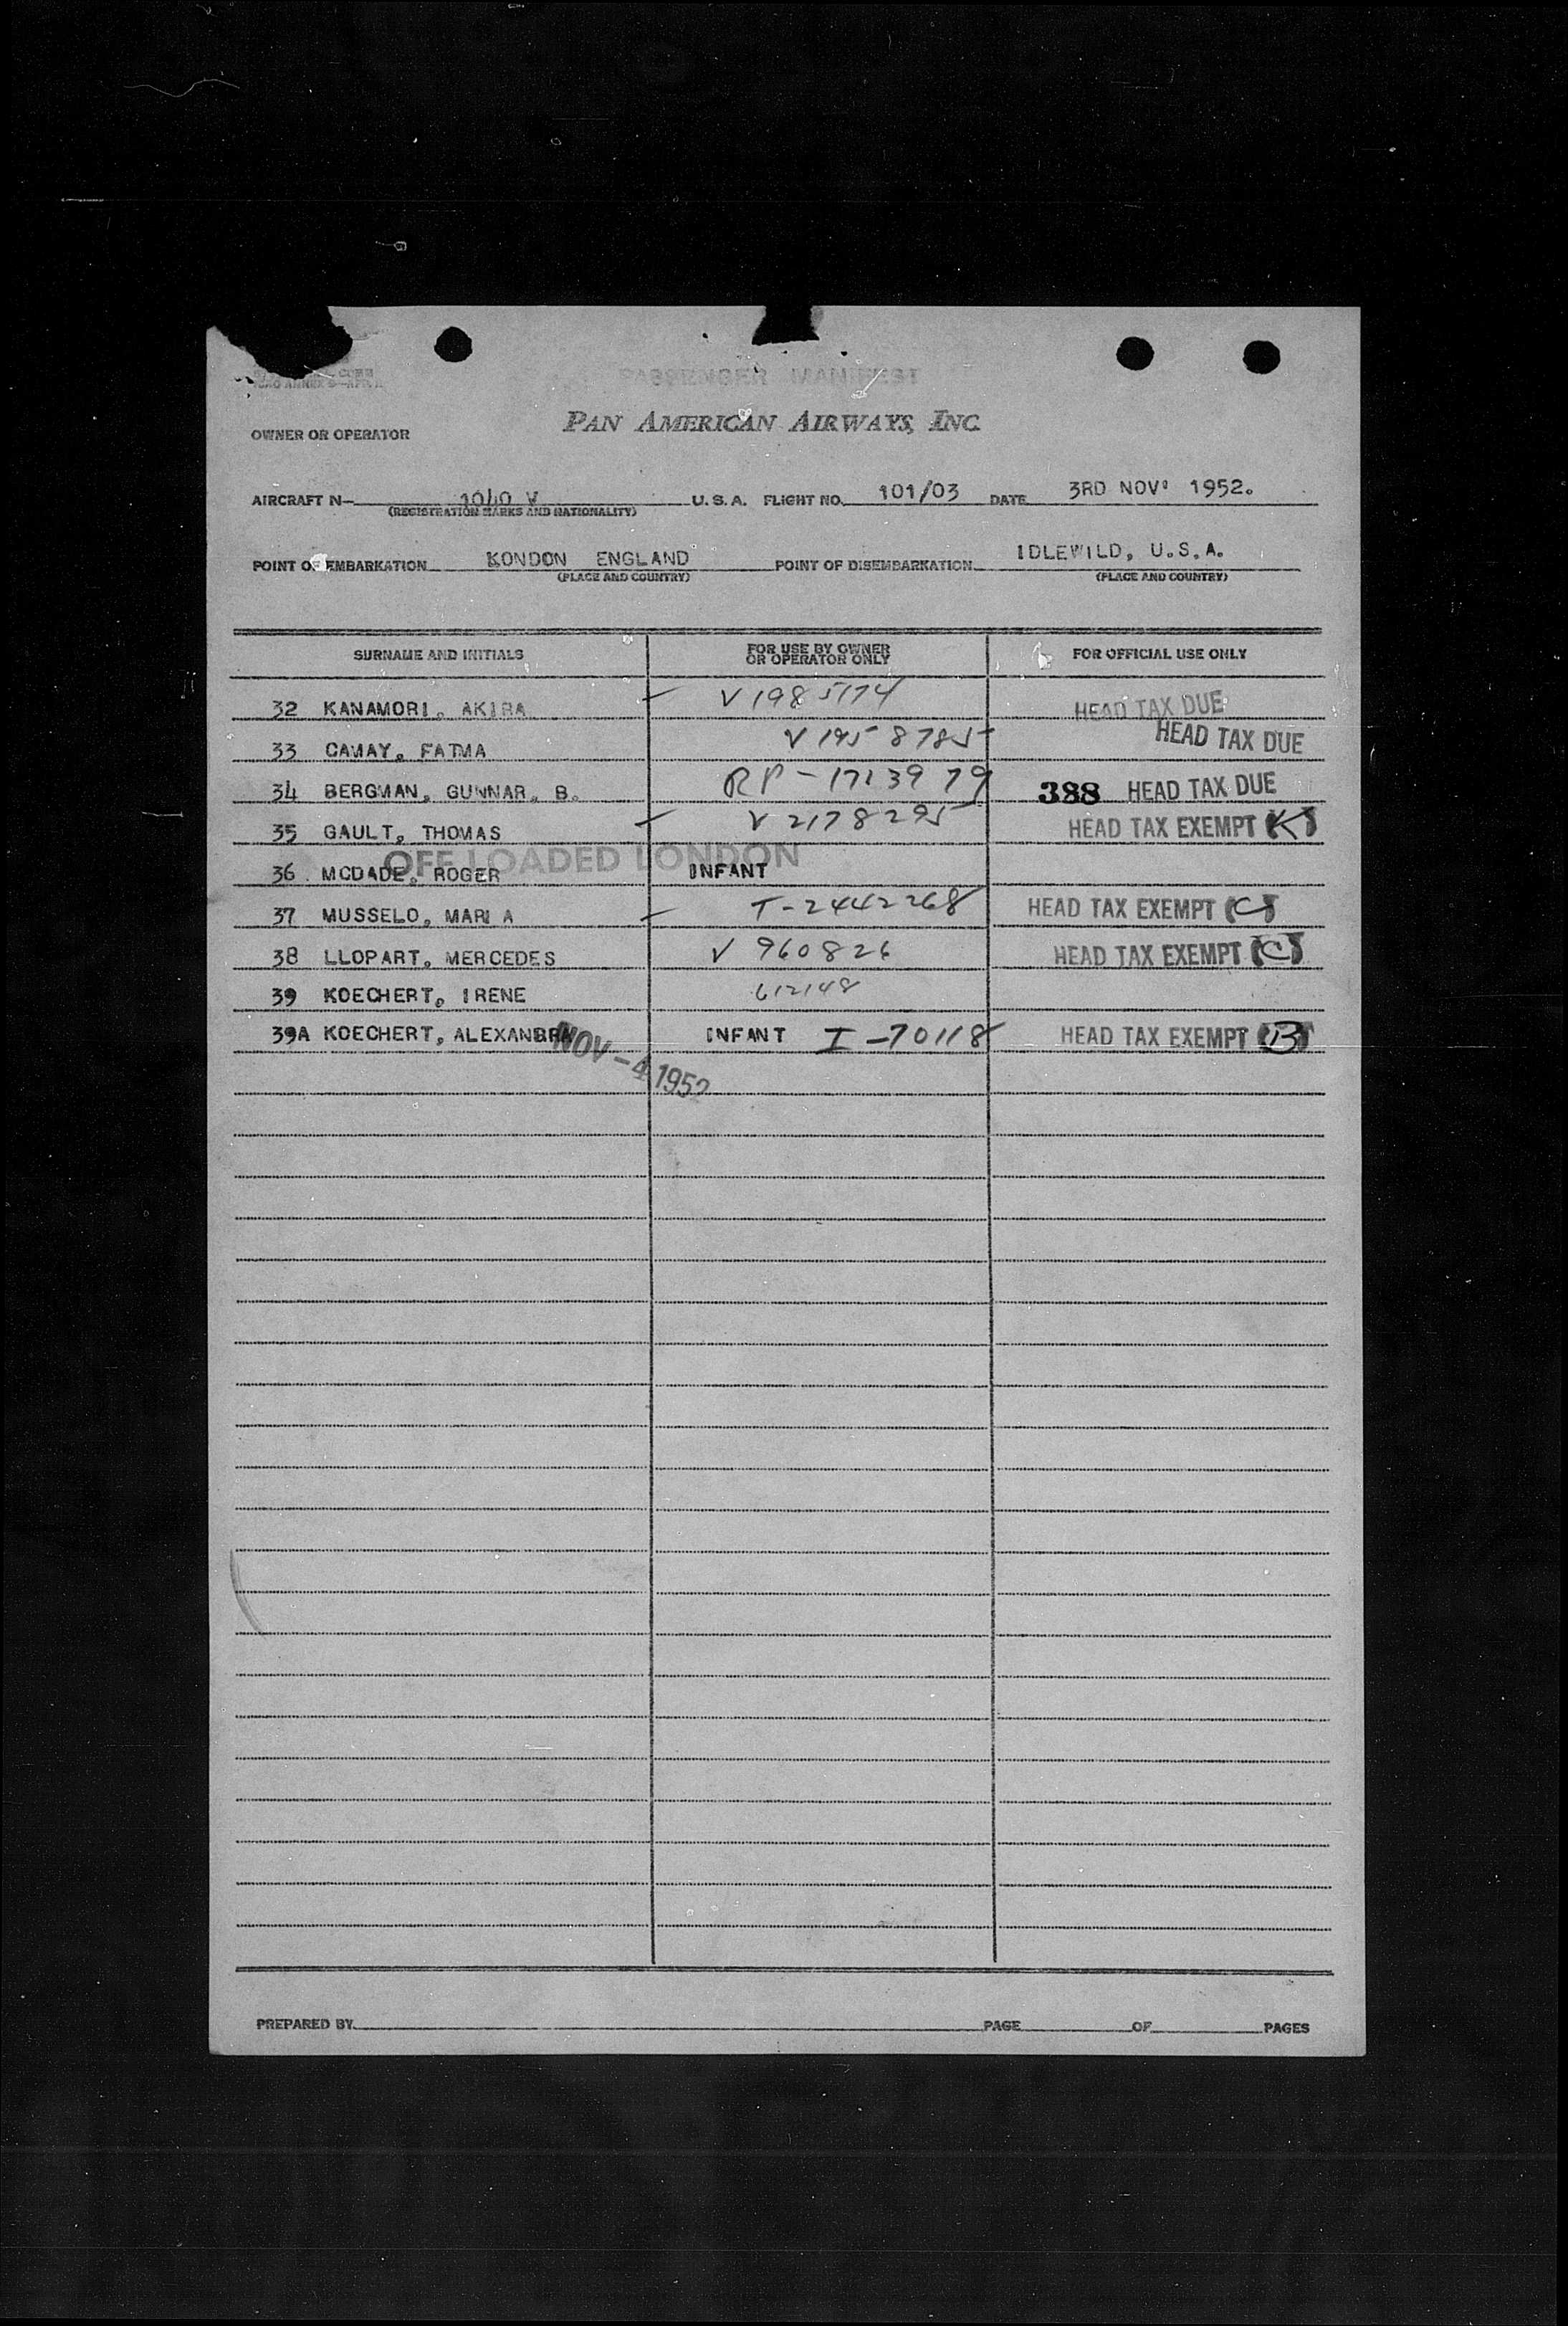 PASSENGER MANIFEST
PAN AMERICAN AIRWAYS, INC.
OWNER OR OPERATOR
AIRCRAFT N— 1040 V U. S. A. FLIGHT NO. 101/03 DATE 3RD NOV' 1952.
(REGISTRATION MARKS AND NATIONALITY)
POINT OF EMBARKATION KONDON ENGLAND POINT OF DISEMBARKATION IDLEWILD, U.S.A.
(PLACE AND COUNTRY) (PLACE AND COUNTRY)
SURNAME AND INITIALS FOR USE BY OWNER OR OPERATOR ONLY FOR OFFICIAL USE ONLY
32 KANAMORI, AKIRA V 1985174 HEAD TAX DUE
33 CAMAY, FATMA V 1958785 HEAD TAX DUE
34 BERGMAN, GUNNAR, B. RP - 1713979 388 HEAD TAX DUE
35 GAULT, THOMAS V 2178295 HEAD TAX EXEMPT (K)
OFF LOADED LONDON
36 MCDADE, ROGER INFANT
37 MUSSELO, MARIA T-2442268 HEAD TAX EXEMPT (C)
38 LLOPART, MERCEDES V 960826 HEAD TAX EXEMPT (C)
39 KOECHERT, IRENE 612148
39A KOECHERT, ALEXANDRA INFANT I-70118 HEAD TAX EXEMPT (B)
NOV -4 1952
PREPARED BY PAGE OF PAGES